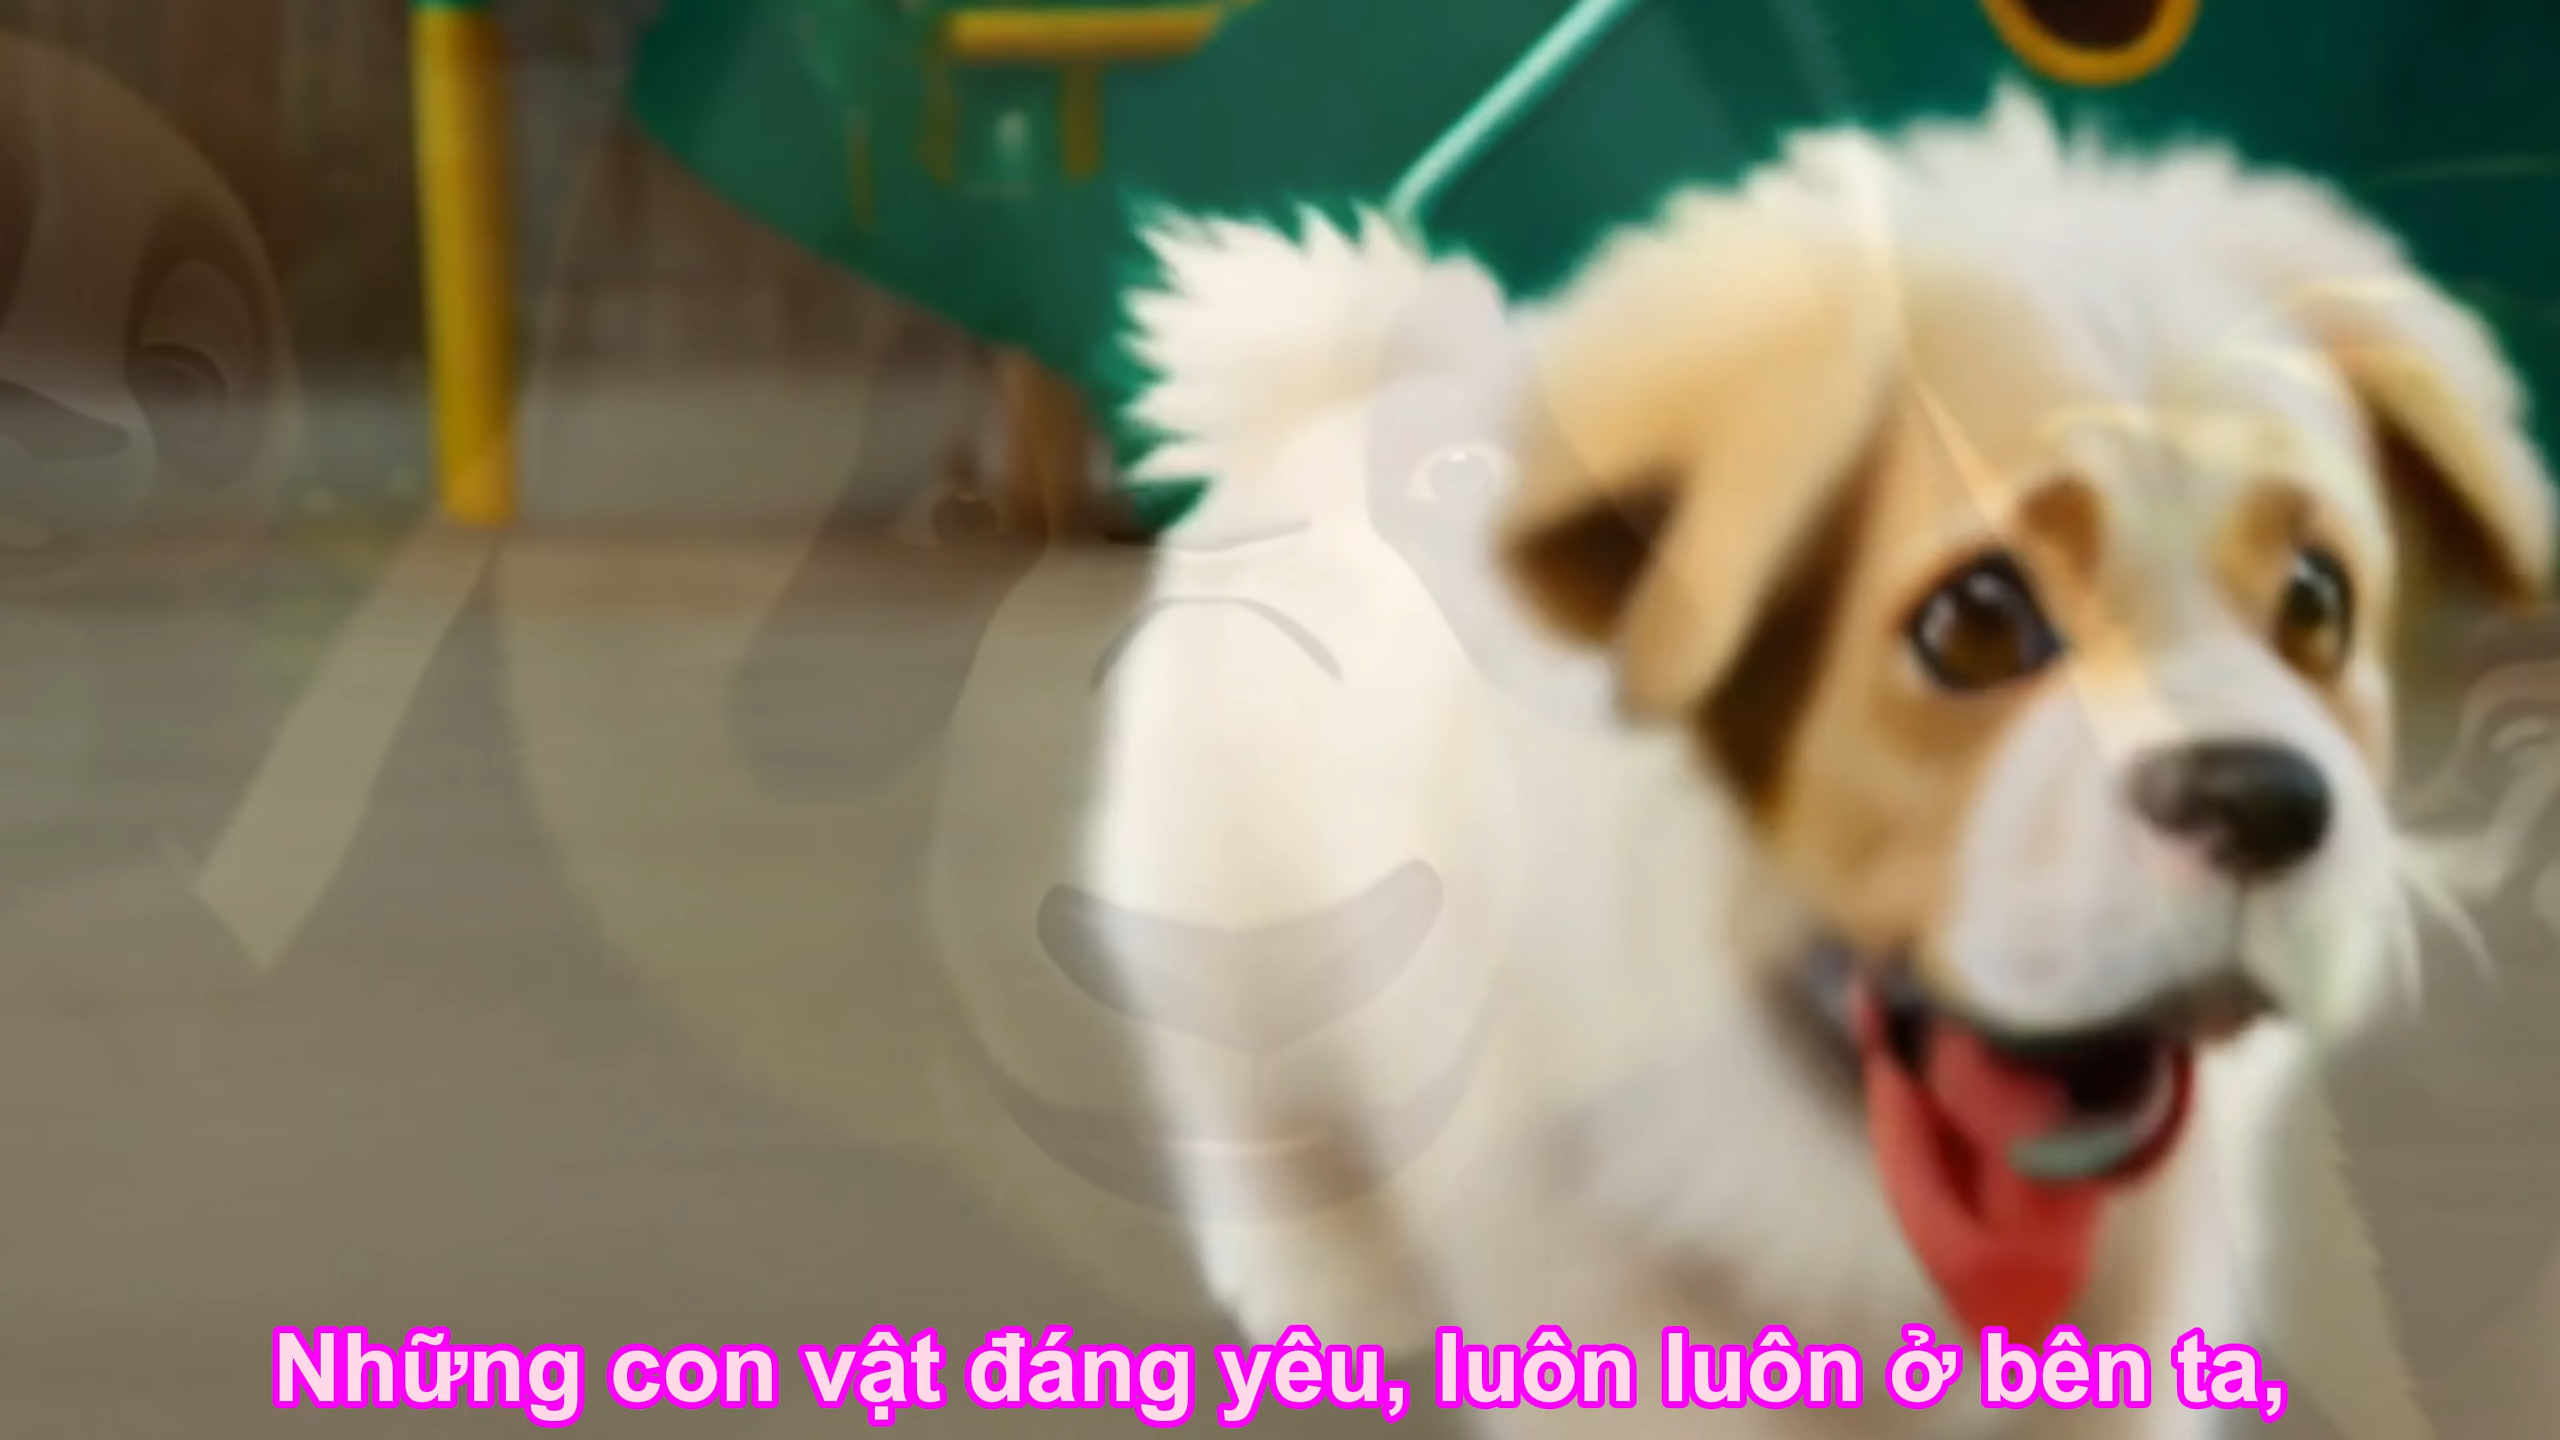 Những con vật đáng yêu, luôn luôn ở bên ta,